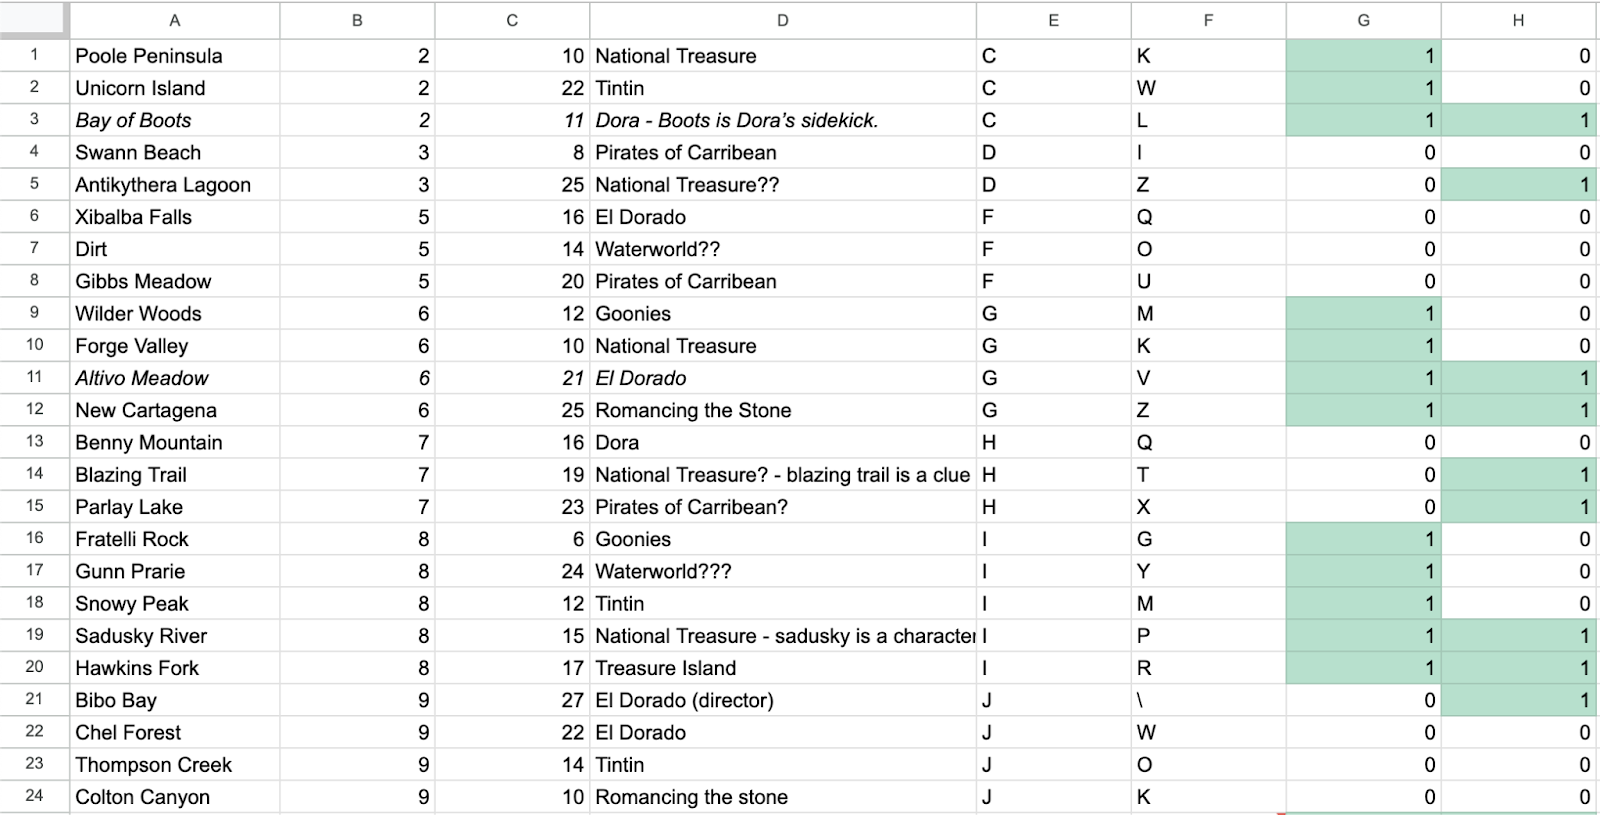 A B C D E F G H
1 Poole Peninsula 2 10 National Treasure C K 1 0
2 Unicorn Island 2 22 Tintin C W 1 0
3 Bay of Boots 2 11 Dora - Boots is Dora's sidekick. C L 1 1
4 Swann Beach 3 8 Pirates of Carribean D I 0 0
5 Antikythera Lagoon 3 25 National Treasure?? D Z 0 1
6 Xibalba Falls 5 16 El Dorado F Q 0 0
7 Dirt 5 14 Waterworld?? F O 0 0
8 Gibbs Meadow 5 20 Pirates of Carribean F U 0 0
9 Wilder Woods 6 12 Goonies G M 1 0
10 Forge Valley 6 10 National Treasure G K 1 0
11 Altivo Meadow 6 21 El Dorado G V 1 1
12 New Cartagena 6 25 Romancing the Stone G Z 1 1
13 Benny Mountain 7 16 Dora H Q 0 0
14 Blazing Trail 7 19 National Treasure? - blazing trail is a clue H T 0 1
15 Parlay Lake 7 23 Pirates of Carribean? H X 0 1
16 Fratelli Rock 8 6 Goonies I G 1 0
17 Gunn Prarie 8 24 Waterworld??? I Y 1 0
18 Snowy Peak 8 12 Tintin I M 1 0
19 Sadusky River 8 15 National Treasure - sadusky is a character I P 1 1
20 Hawkins Fork 8 17 Treasure Island I R 1 1
21 Bibo Bay 9 27 El Dorado (director) J \ 0 1
22 Chel Forest 9 22 El Dorado J W 0 0
23 Thompson Creek 9 14 Tintin J O 0 0
24 Colton Canyon 9 10 Romancing the stone J K 0 0